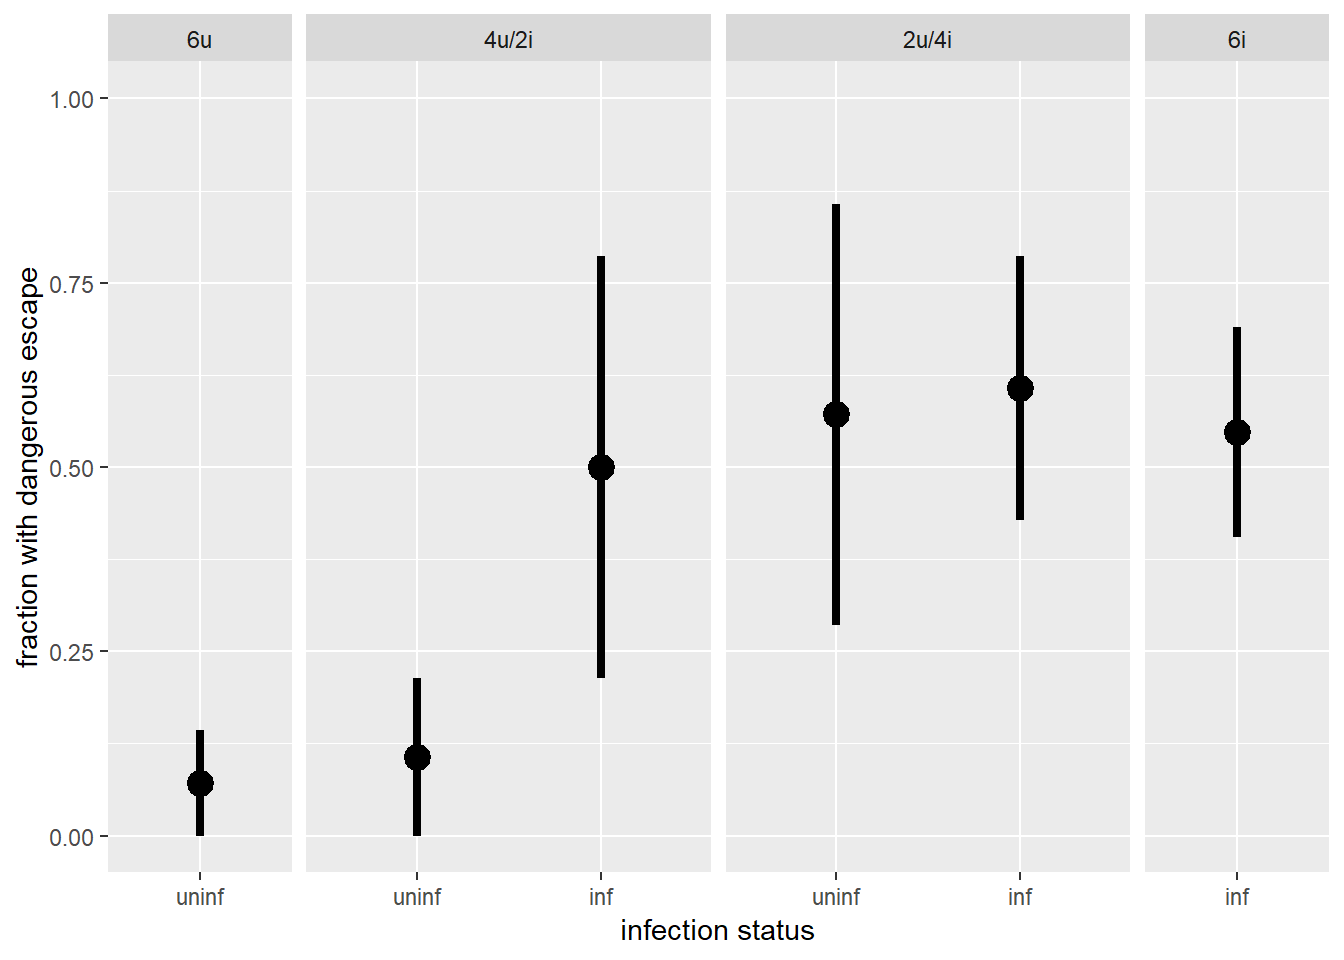 6u 4u/2i 2u/4i 6i
1.00
0.75
0.50
0.25
0.00
fraction with dangerous escape
uninf uninf inf uninf inf inf
infection status